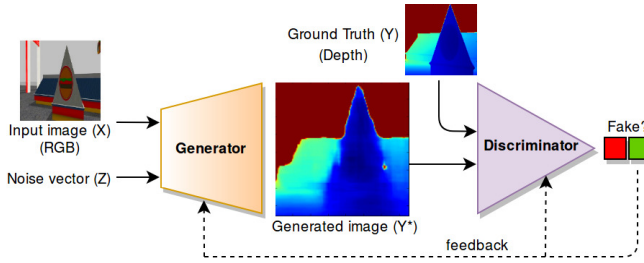 Ground Truth (Y)
(Depth)
Input image (X)
(RGB)
Noise vector (Z)
Generator
Generated image (Y*)
Discriminator
Fake?
feedback